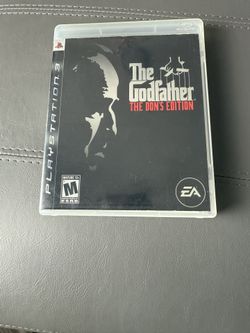 PLAYSTATION 3
The
Godfather
THE DON'S EDITION
MATURE 17+
M
ESRB
EA